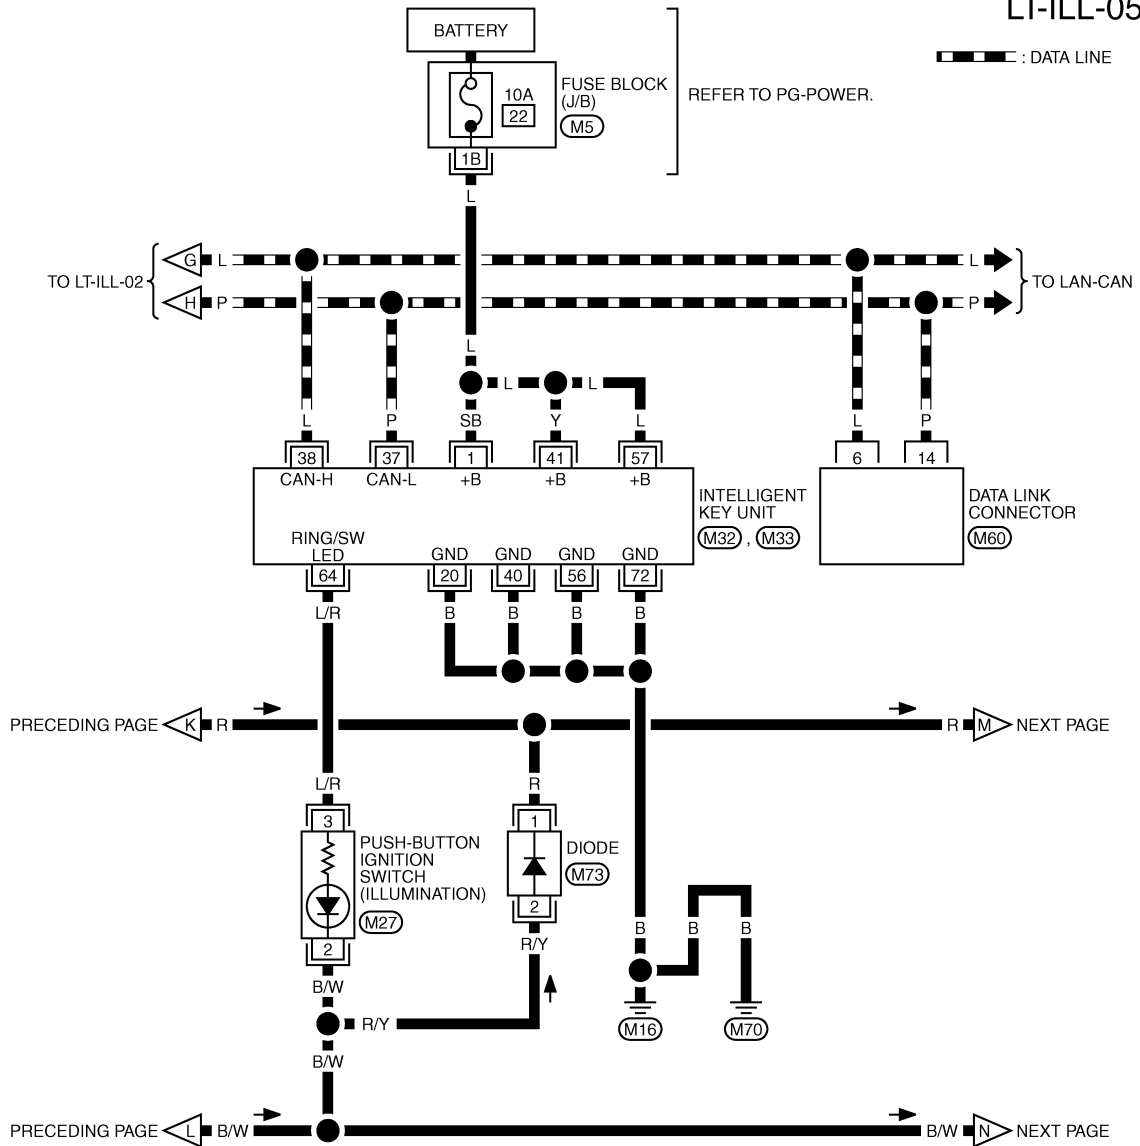 LT-ILL-05
BATTERY
: DATA LINE
FUSE BLOCK
(J/B)
M5
10A
22
REFER TO PG-POWER.
1B
L
TO LT-ILL-02
G L
L
TO LAN-CAN
H P
P
L
L L
L P SB Y L L P
38 37 1 41 57 6 14
CAN-H CAN-L +B +B +B
INTELLIGENT
KEY UNIT
M32 , M33
DATA LINK
CONNECTOR
M60
RING/SW
LED
GND GND GND GND
64 20 40 56 72
L/R B B B B
PRECEDING PAGE K R
R M NEXT PAGE
L/R R
3 1
PUSH-BUTTON
IGNITION
SWITCH
(ILLUMINATION)
M27
DIODE
M73
2
2
R/Y
B B B
B/W
R/Y
M16 M70
B/W
PRECEDING PAGE L B/W
B/W N NEXT PAGE